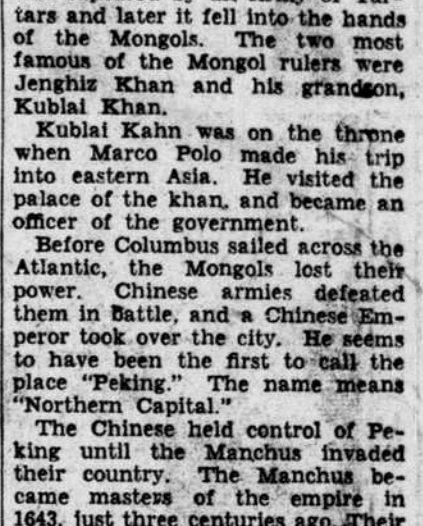 tars and later it fell into the hands
of the Mongols. The two most
famous of the Mongol rulers were
Jenghiz Khan and his grandson,
Kublai Khan.
Kublai Kahn was on the throne
when Marco Polo made his trip
into eastern Asia. He visited the
palace of the khan, and became an
officer of the government.
Before Columbus sailed across the
Atlantic, the Mongols lost their
power. Chinese armies defeated
them in battle, and a Chinese Em-
peror took over the city. He seems
to have been the first to call the
place "Peking." The name means
"Northern Capital."
The Chinese held control of Pe-
king until the Manchus invaded
their country. The Manchus be-
came masters of the empire in
1643, just three centuries ago. Their